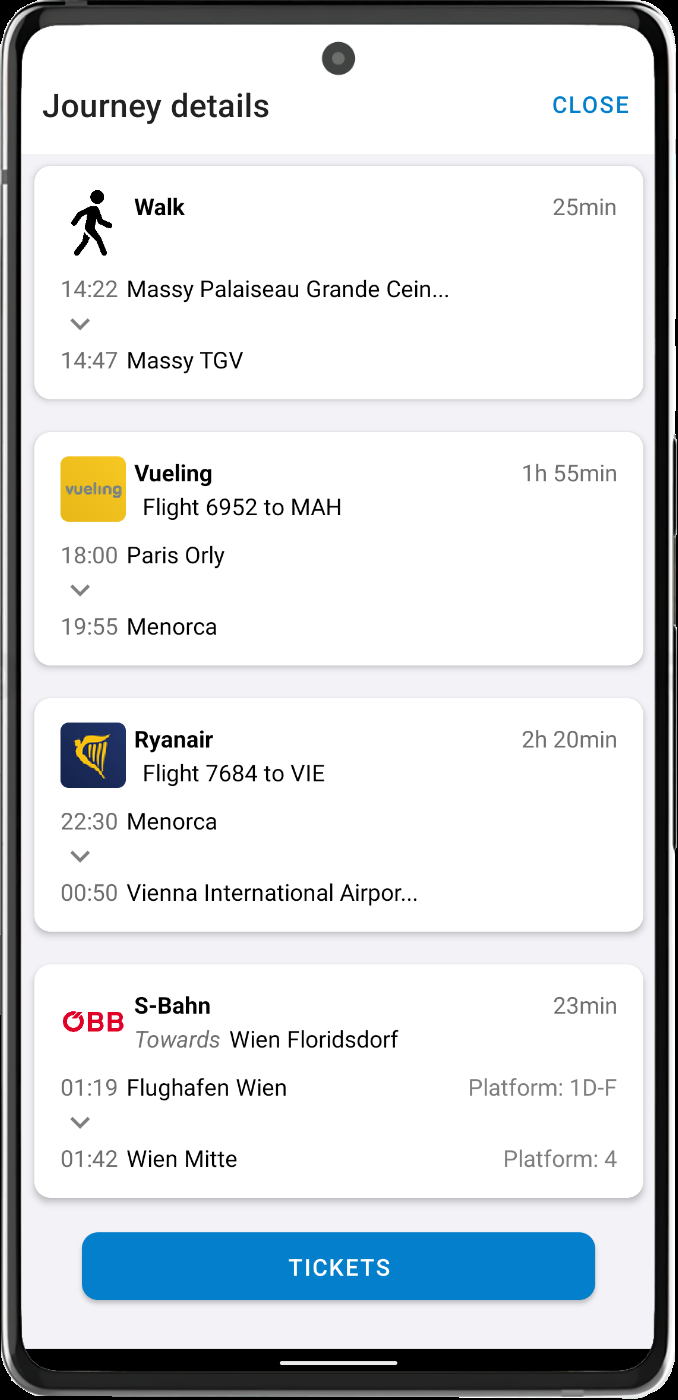 Journey details CLOSE
Walk 25min
14:22 Massy Palaiseau Grande Cein...
14:47 Massy TGV
vueling
Vueling 1h 55min
Flight 6952 to MAH
18:00 Paris Orly
19:55 Menorca
Ryanair 2h 20min
Flight 7684 to VIE
22:30 Menorca
00:50 Vienna International Airpor...
ÖBB
S-Bahn 23min
Towards Wien Floridsdorf
01:19 Flughafen Wien Platform: 1D-F
01:42 Wien Mitte Platform: 4
TICKETS